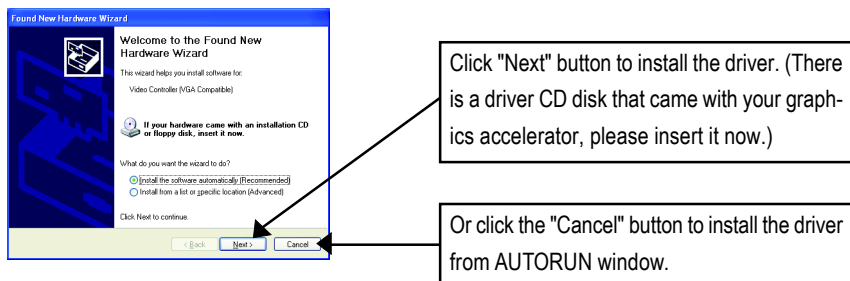 Found New Hardware Wizard
Welcome to the Found New
Hardware Wizard
This wizard helps you install software for:
Video Controller (VGA Compatible)
If your hardware came with an installation CD
or floppy disk, insert it now.
What do you want the wizard to do?
Install the software automatically (Recommended)
Install from a list or specific location (Advanced)
Click Next to continue.
< Back
Next >
Cancel
Click "Next" button to install the driver. (There
is a driver CD disk that came with your graph-
ics accelerator, please insert it now.)
Or click the "Cancel" button to install the driver
from AUTORUN window.